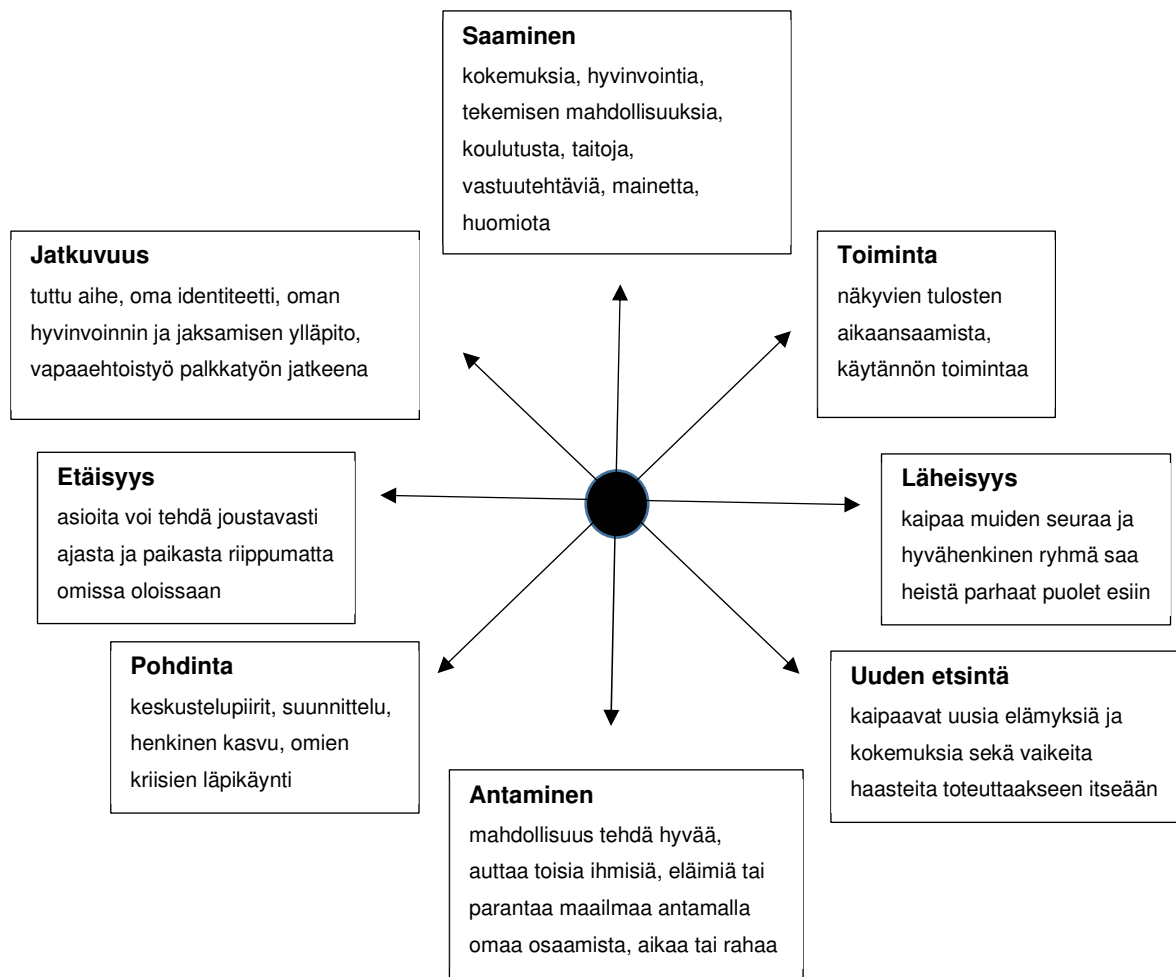 Saaminen
kokemuksia, hyvinvointia,
tekemisen mahdollisuuksia,
koulutusta, taitoja,
vastuutehtäviä, mainetta,
huomiota
Jatkuvuus
tuttu aihe, oma identiteetti, oman
hyvinvoinnin ja jaksamisen ylläpito,
vapaaehtoistyö palkkatyön jatkeena
Toiminta
näkyvien tulosten
aikaansaamista,
käytännön toimintaa
Etäisyys
asioita voi tehdä joustavasti
ajasta ja paikasta riippumatta
omissa oloissaan
Läheisyys
kaipaa muiden seuraa ja
hyvähenkinen ryhmä saa
heistä parhaat puolet esiin
Pohdinta
keskustelupiirit, suunnittelu,
henkinen kasvu, omien
kriisien läpikäynti
Uuden etsintä
kaipaavat uusia elämyksiä ja
kokemuksia sekä vaikeita
haasteita toteuttaakseen itseään
Antaminen
mahdollisuus tehdä hyvää,
auttaa toisia ihmisiä, eläimiä tai
parantaa maailmaa antamalla
omaa osaamista, aikaa tai rahaa